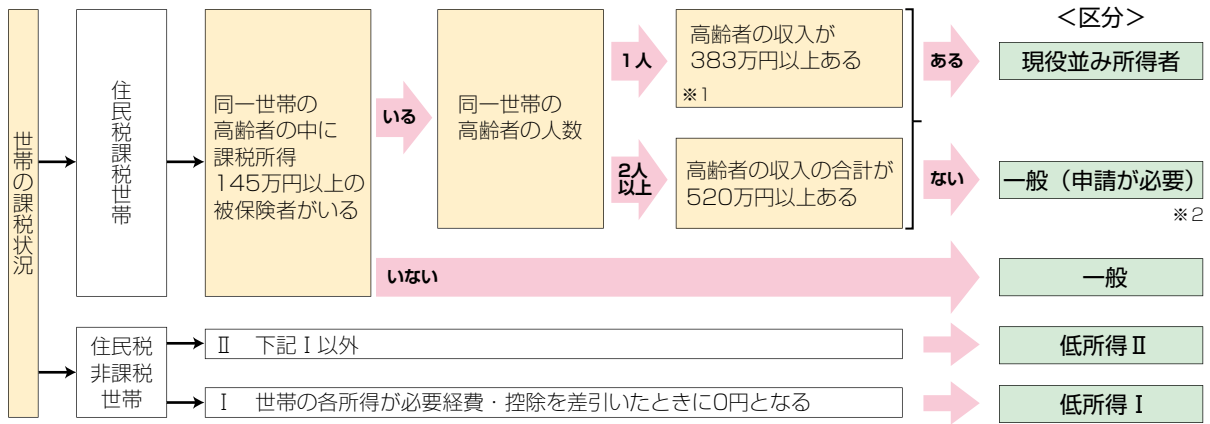 世帯の課税状況
住民税課税世帯
同一世帯の
高齢者の中に
課税所得
145万円以上の
被保険者がいる
いる
同一世帯の
高齢者の人数
1人
高齢者の収入が
383万円以上ある
※1
2人
以上
高齢者の収入の合計が
520万円以上ある
ある
ない
＜区分＞
現役並み所得者
一般（申請が必要）
※2
いない
一般
住民税
非課税
世帯
Ⅱ 下記Ⅰ以外
低所得Ⅱ
Ⅰ 世帯の各所得が必要経費・控除を差引いたときに0円となる
低所得Ⅰ